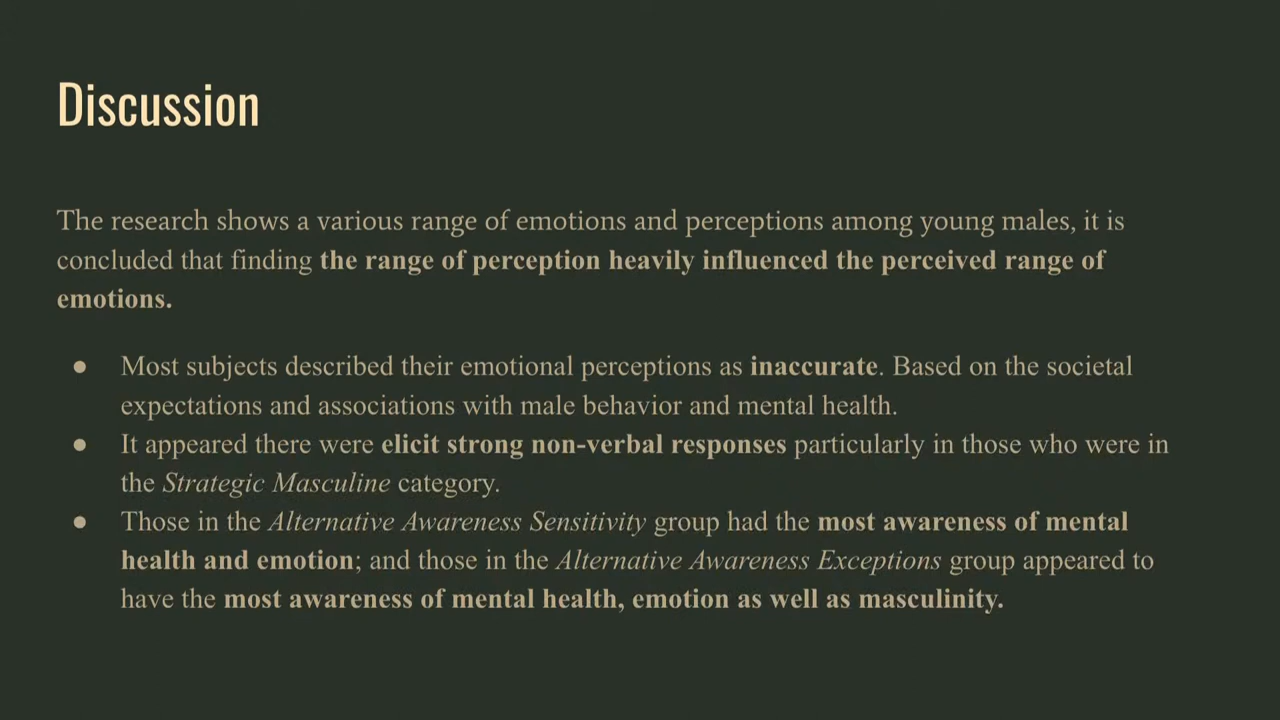 Discussion
The research shows a various range of emotions and perceptions among young males, it is
concluded that finding the range of perception heavily influenced the perceived range of
emotions.
● Most subjects described their emotional perceptions as inaccurate. Based on the societal
expectations and associations with male behavior and mental health.
● It appeared there were elicit strong non-verbal responses particularly in those who were in
the Strategic Masculine category.
● Those in the Alternative Awareness Sensitivity group had the most awareness of mental
health and emotion; and those in the Alternative Awareness Exceptions group appeared to
have the most awareness of mental health, emotion as well as masculinity.